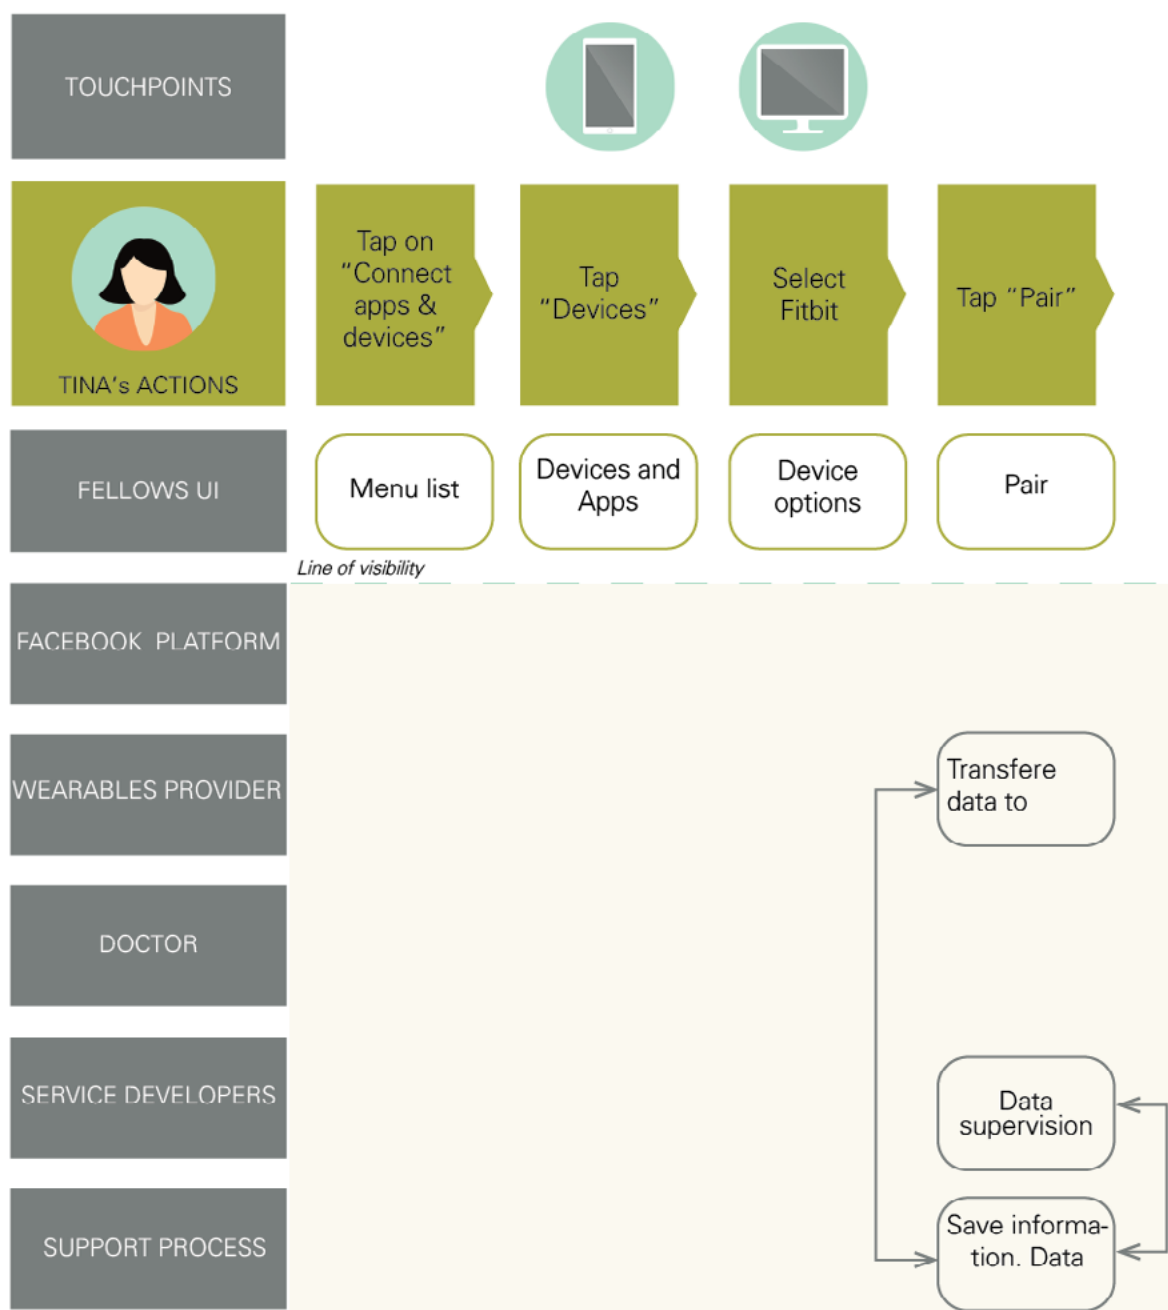 TOUCHPOINTS
TINA's ACTIONS
Tap on
“Connect
apps &
devices”
Tap
“Devices”
Select
Fitbit
Tap “Pair”
FELLOWS UI
Menu list
Devices and
Apps
Device
options
Pair
Line of visibility
FACEBOOK PLATFORM
WEARABLES PROVIDER
Transfere
data to
DOCTOR
SERVICE DEVELOPERS
Data
supervision
SUPPORT PROCESS
Save informa-
tion. Data